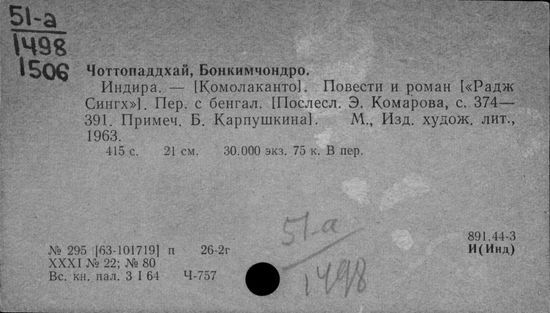 51-а
1498
1506
Чоттопаддхай, Бонкимчондро.
Индира. — [Комолаканто]. Повести и роман [«Радж
Сингх»]. Пер. с бенгал. [Послесл. Э. Комарова, с. 374—
391. Примеч. Б. Карпушкина]. М., Изд. худож. лит.,
1963.
415 с. 21 см. 30.000 экз. 75 к. В пер.
51-а
1498
891.44-3
№ 295 [63-101719] п 26-2г И(Инд)
XXXI № 22; № 80
Вс. кн. пал. 3 I 64 Ч-757